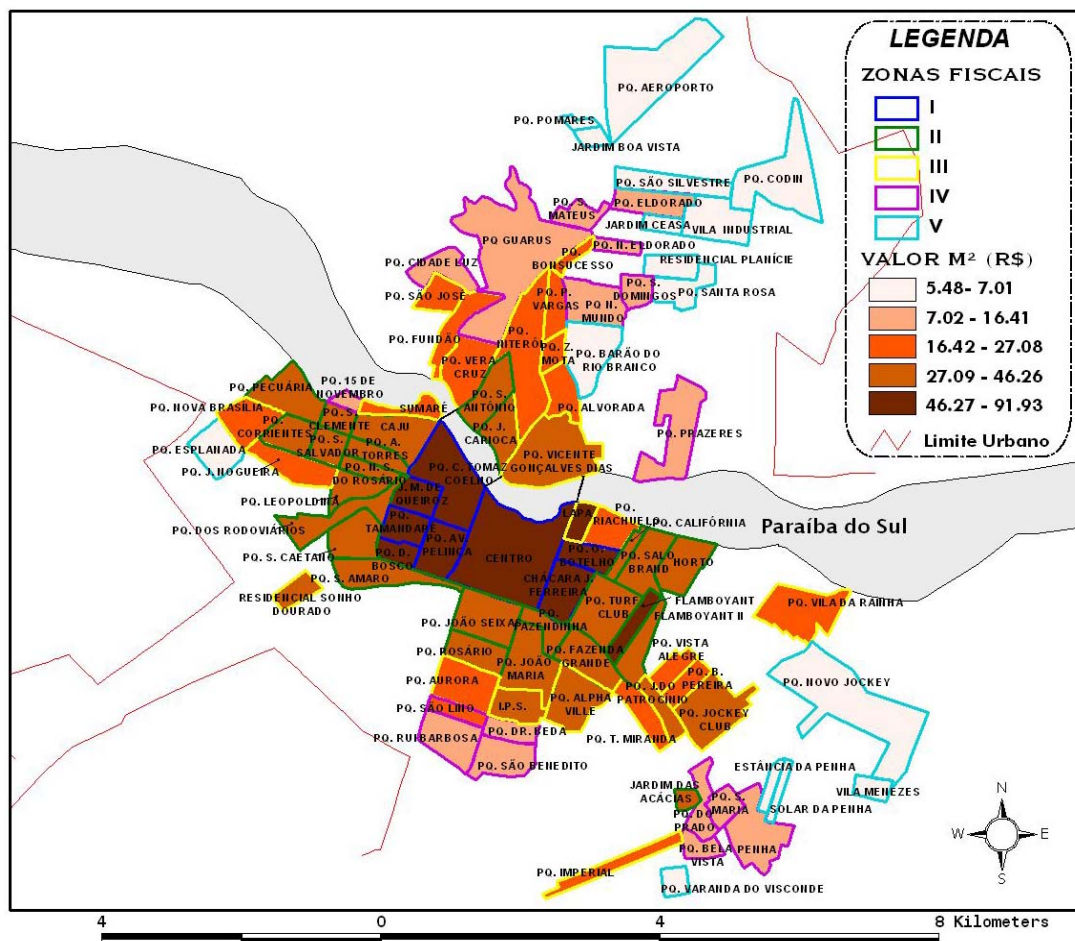 LEGENDA
ZONAS FISCAIS
I
II
III
IV
V
VALOR M² (R$)
5.48- 7.01
7.02 - 16.41
16.42 - 27.08
27.09 - 46.26
46.27 - 91.93
Limite Urbano
PQ. AEROPORTO
PQ. POMARES
JARDIM BOA VISTA
PQ. SÃO SILVESTRE
PQ. CODIN
PQ. ELDORADO
PQ. S.
MATEUS
JARDIM CEASA
VILA INDUSTRIAL
PQ GUARUS
PQ. N. ELDORADO
PQ.
BONSUCESSO
RESIDENCIAL PLANÍCIE
PQ. CIDADE LUZ
PQ. S.
DOMINGOS
PQ. SANTA ROSA
PQ. SÃO JOSÉ
PQ. P.
VARGAS
PQ N.
MUNDO
PQ. FUNDÃO
PQ.
NITERÓI
PQ. Z.
MOTA
PQ. BARÃO DO
RIO BRANCO
PQ. VERA
CRUZ
PQ. PECUÁRIA
PQ. 15 DE
NOVEMBRO
PQ. S.
ANTÔNIO
PQ. ALVORADA
PQ. NOVA BRASÍLIA
SUMARÉ
CAJU
PQ. S.
CLEMENTE
PQ.
CORRIENTES
PQ. J.
CARIOCA
PQ. PRAZERES
PQ. ESPLANADA
PQ. S.
SALVADOR
PQ. A.
TORRES
PQ. VICENTE
GONÇALVES DIAS
PQ. J. NOGUEIRA
PQ. N. S.
DO ROSÁRIO
PQ. C. TOMAZ
COELHO
PQ. LEOPOLDINA
J. M. DE
QUEIROZ
LAPA
PQ.
RIACHUELO
PQ. CALIFÓRNIA
Paraíba do Sul
PQ. DOS RODOVIÁRIOS
PQ.
TAMANDARÉ
PQ. AV.
PELINCA
CENTRO
PQ. O.
BOTELHO
PQ. SALO
BRAND
HORTO
PQ. S. CAETANO
PQ. D.
BOSCO
PQ. S. AMARO
CHÁCARA J.
FERREIRA
RESIDENCIAL SONHO
DOURADO
PQ. TURF
CLUB
FLAMBOYANT
FLAMBOYANT II
PQ. VILA DA RAINHA
PQ. JOÃO SEIXAS
PQ.
FAZENDINHA
PQ. ROSÁRIO
PQ. FAZENDA
GRANDE
PQ. VISTA
ALEGRE
PQ. JOÃO
MARIA
PQ. B.
PEREIRA
PQ. NOVO JOCKEY
PQ. AURORA
PQ. ALPHA
VILLE
PQ. J.DO
PATROCÍNIO
PQ. SÃO LINO
I.P.S.
PQ. JOCKEY
CLUB
PQ. DR. BEDA
PQ. RUI BARBOSA
PQ. T. MIRANDA
PQ. SÃO BENEDITO
ESTÂNCIA DA PENHA
JARDIM DAS
ACÁCIAS
VILA MENEZES
PQ. S.
MARIA
SOLAR DA PENHA
PQ. DO
PRADO
PQ. BELA
VISTA
PENHA
PQ. IMPERIAL
PQ. VARANDA DO VISCONDE
N
W
E
S
4
0
4
8 Kilometers